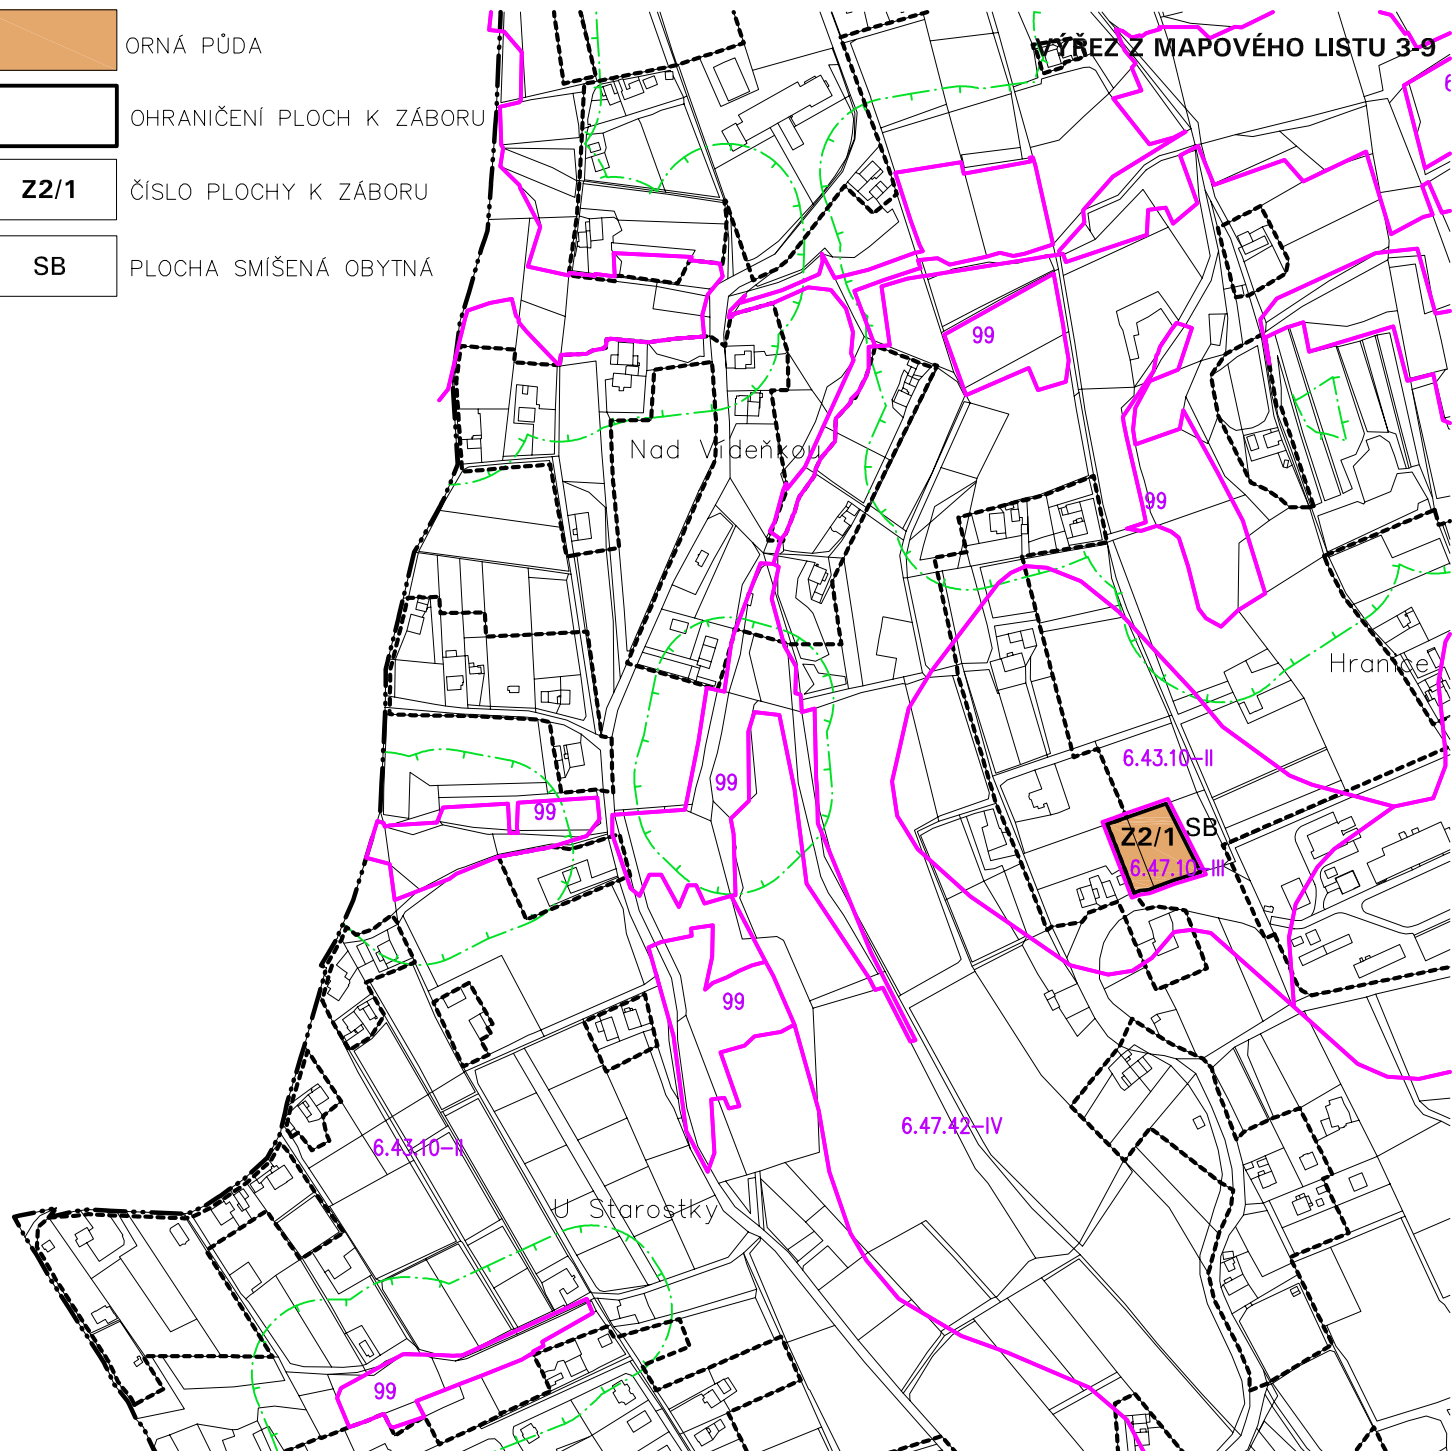 ORNÁ PŮDA
VÝŘEZ Z MAPOVÉHO LISTU 3-9
OHRANIČENÍ PLOCH K ZÁBORU
Z2/1 ČÍSLO PLOCHY K ZÁBORU
SB PLOCHA SMÍŠENÁ OBYTNÁ
99
Nad Vídeňkou
99
Hranice
6.43.10-II
99
99
Z2/1 SB
6.47.10-III
99
6.47.42-IV
6.43.10-II
U Starostky
99